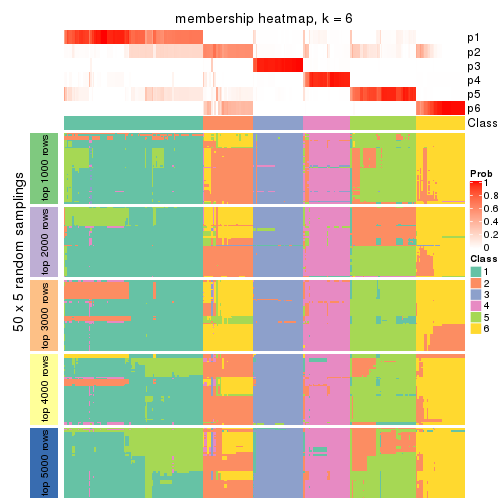 membership heatmap, k = 6
p1
p2
p3
p4
p5
p6
Class
50 x 5 random samplings
top 1000 rows
top 2000 rows
top 3000 rows
top 4000 rows
top 5000 rows
Prob
1
0.8
0.6
0.4
0.2
0
Class
1
2
3
4
5
6